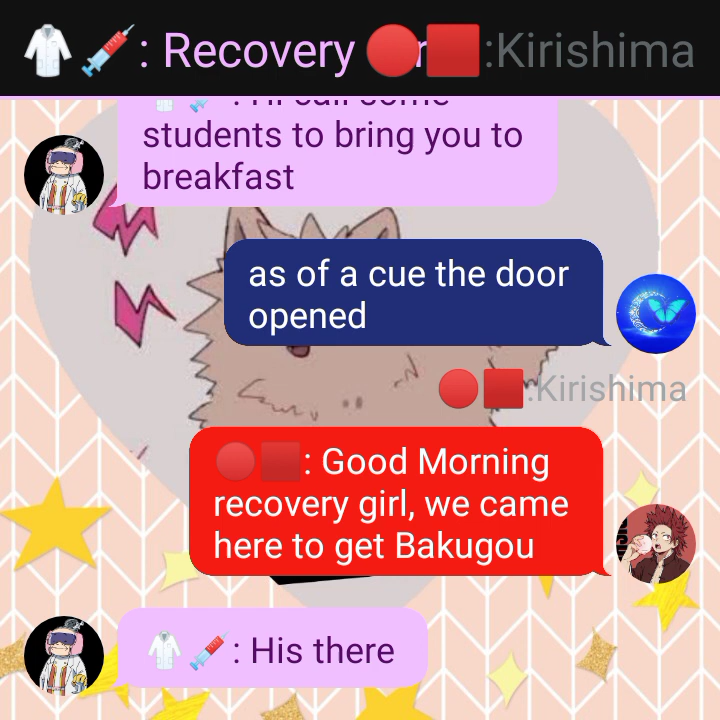 🥼💉: Recovery 🔴🟥:Kirishima
students to bring you to
breakfast
as of a cue the door
opened
🔴🟥:Kirishima
🔴🟥: Good Morning
recovery girl, we came
here to get Bakugou
🥼💉: His there